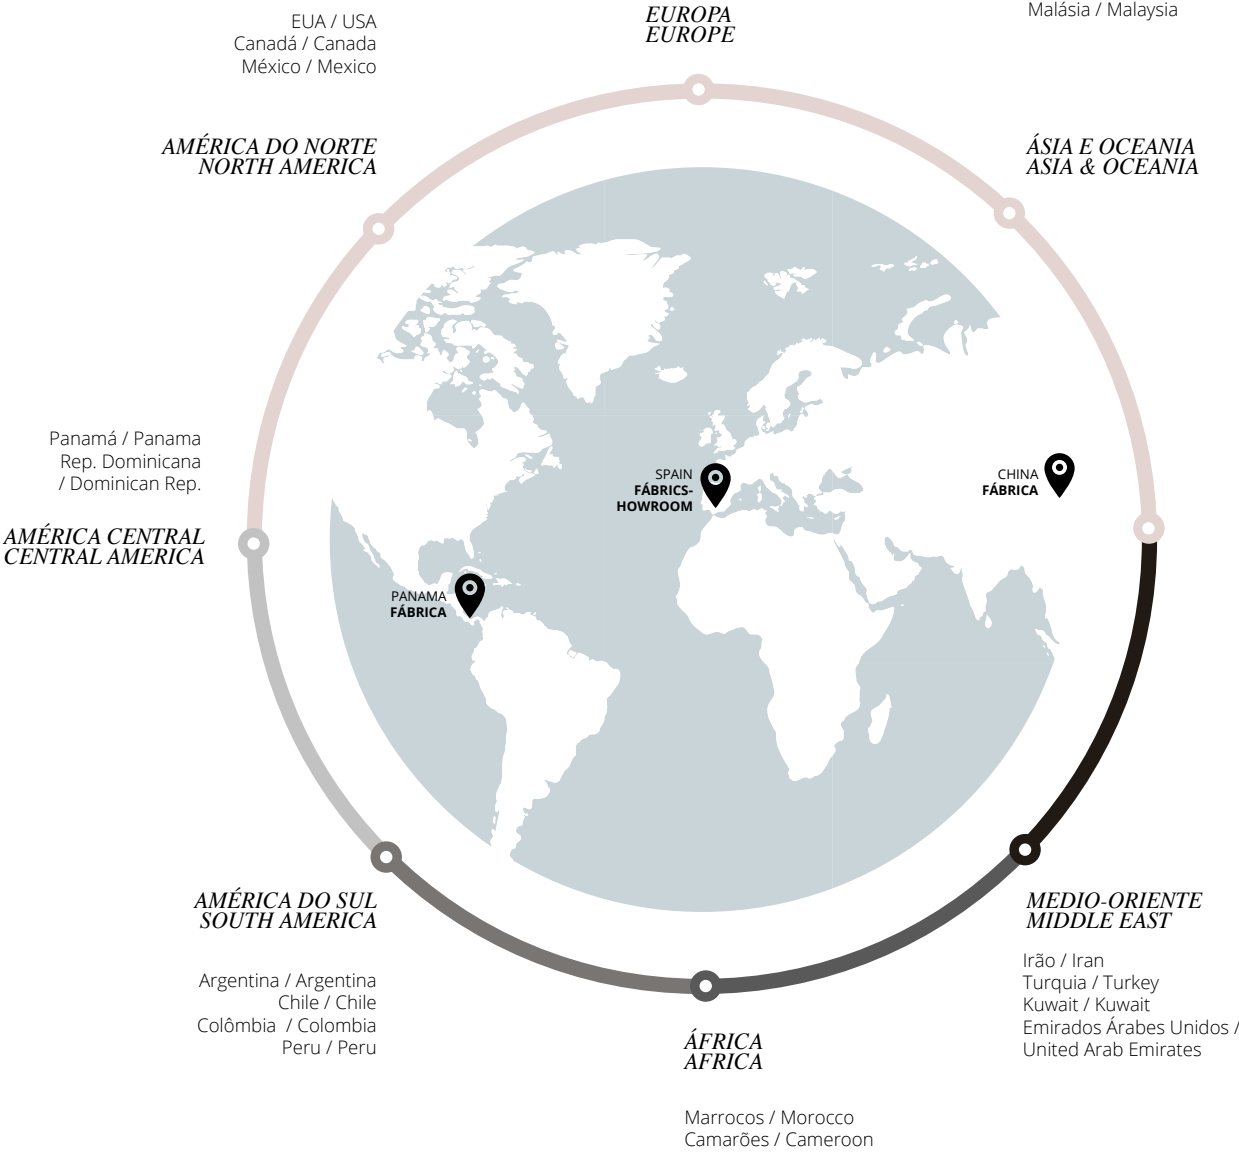 EUA / USA
Canadá / Canada
México / Mexico
AMÉRICA DO NORTE
NORTH AMERICA
EUROPA
EUROPE
Malásia / Malaysia
ÁSIA E OCEANIA
ASIA & OCEANIA
Panamá / Panama
Rep. Dominicana
/ Dominican Rep.
AMÉRICA CENTRAL
CENTRAL AMERICA
SPAIN
FÁBRICS-
HOWROOM
CHINA
FÁBRICA
PANAMA
FÁBRICA
AMÉRICA DO SUL
SOUTH AMERICA
Argentina / Argentina
Chile / Chile
Colômbia  / Colombia
Peru / Peru
ÁFRICA
AFRICA
Marrocos / Morocco
Camarões / Cameroon
MEDIO-ORIENTE
MIDDLE EAST
Irão / Iran
Turquia / Turkey
Kuwait / Kuwait
Emirados Árabes Unidos /
United Arab Emirates